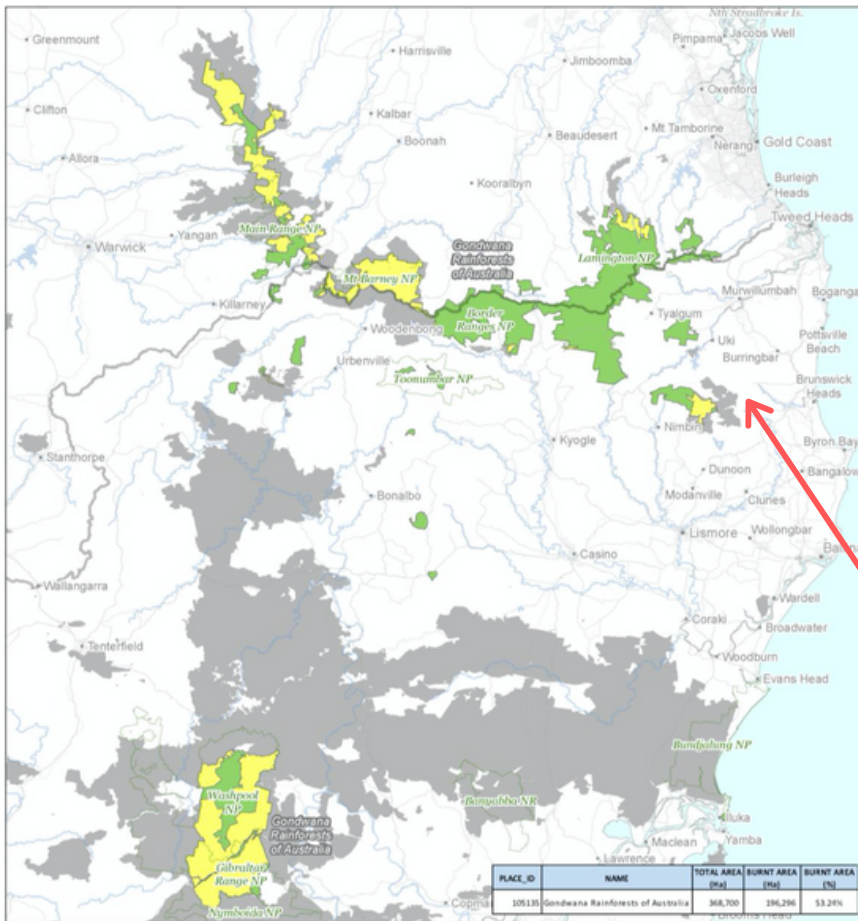 Nth Stradbroke Is.
Greenmount
Pimpama
Jacobs Well
Harrisville
Jimboomba
Oxenford
Clifton
Kalbar
Mt Tamborine
Boonah
Beaudesert
Nerang
Gold Coast
Allora
Kooralbyn
Burleigh
Heads
Yangan
Main Range NP
Tweed Heads
Warwick
Gondwana
Rainforests
of Australia
Lamington NP
Mt Barney NP
Murwillumbah
Killarney
Bogang
Border
Ranges NP
Tyalgum
Woodenbong
Uki
Pottsville
Beach
Urbenville
Burringbar
Toonumbar NP
Brunswick
Heads
Nimbin
Kyogle
Byron Bay
Stanthorpe
Dunoon
Bangalow
Bonalbo
Modanville
Clunes
Lismore
Wollongbar
Casino
Wallangarra
Wardell
Coraki
Broadwater
Tenterfield
Woodburn
Evans Head
Bundjalung NP
Washpool
NP
Banyabba NR
Gondwana
Rainforests
of Australia
Iluka
Maclean
Yamba
Gibraltar
Range NP
Lawrence
Nymboida NP
PLACE_ID NAME TOTAL AREA (Ha) BURNT AREA (Ha) BURNT AREA (%)
105135 Gondwana Rainforests of Australia 368,700 196,296 53.24%